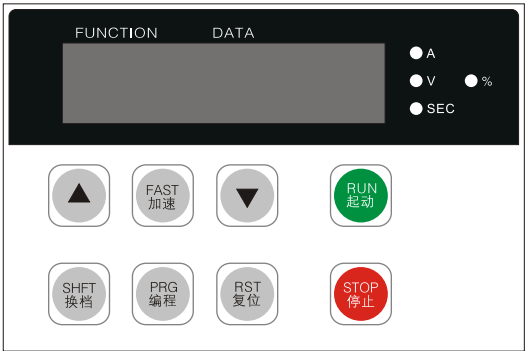 FUNCTION DATA
A
V %
SEC
FAST
加速
RUN
起动
SHFT
换档
PRG
编程
RST
复位
STOP
停止